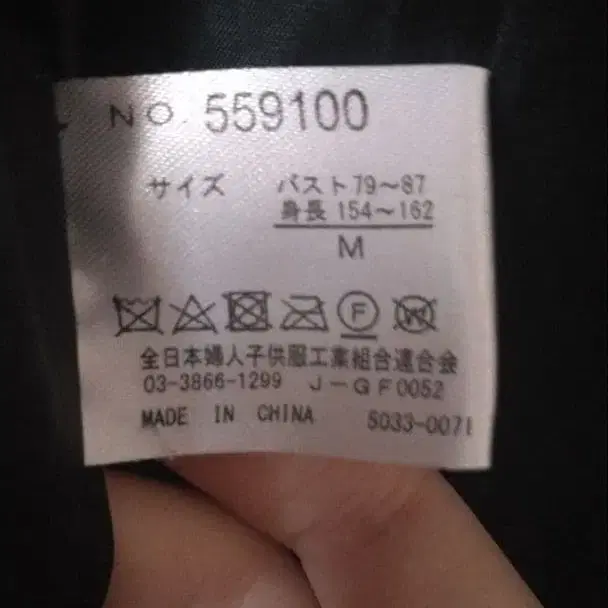 NO. 559100
サイズ バスト79～87
身長 154～162
M
F W
全日本婦人子供服工業組合連合会
03-3866-1299 J-GF0052
MADE IN CHINA S033-0071